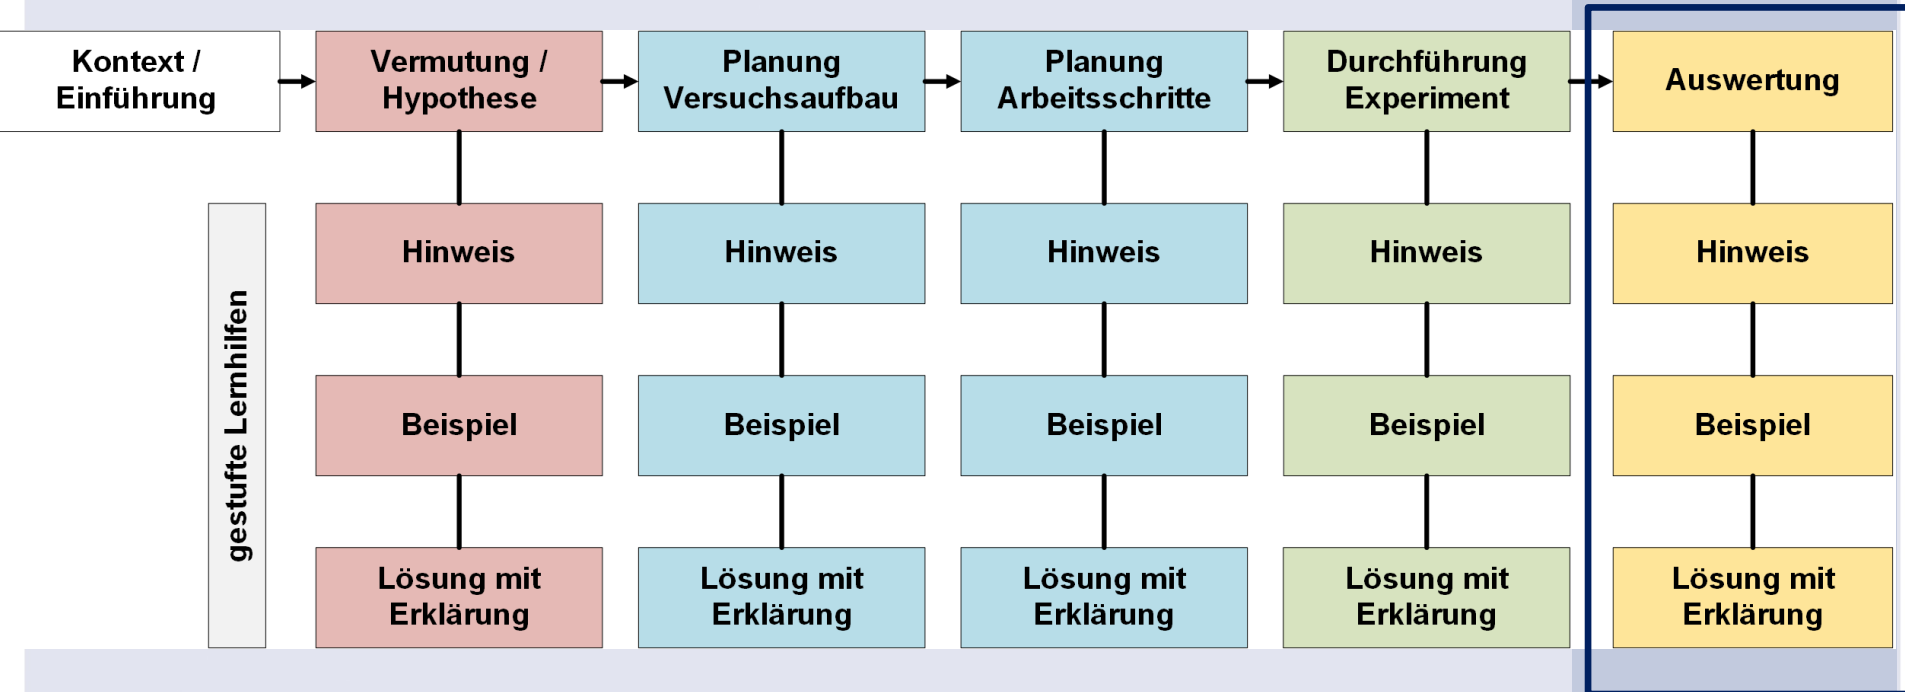 Kontext /
Einführung
Vermutung /
Hypothese
Planung
Versuchsaufbau
Planung
Arbeitsschritte
Durchführung
Experiment
Auswertung
gestufte Lernhilfen
Hinweis
Hinweis
Hinweis
Hinweis
Hinweis
Beispiel
Beispiel
Beispiel
Beispiel
Beispiel
Lösung mit
Erklärung
Lösung mit
Erklärung
Lösung mit
Erklärung
Lösung mit
Erklärung
Lösung mit
Erklärung